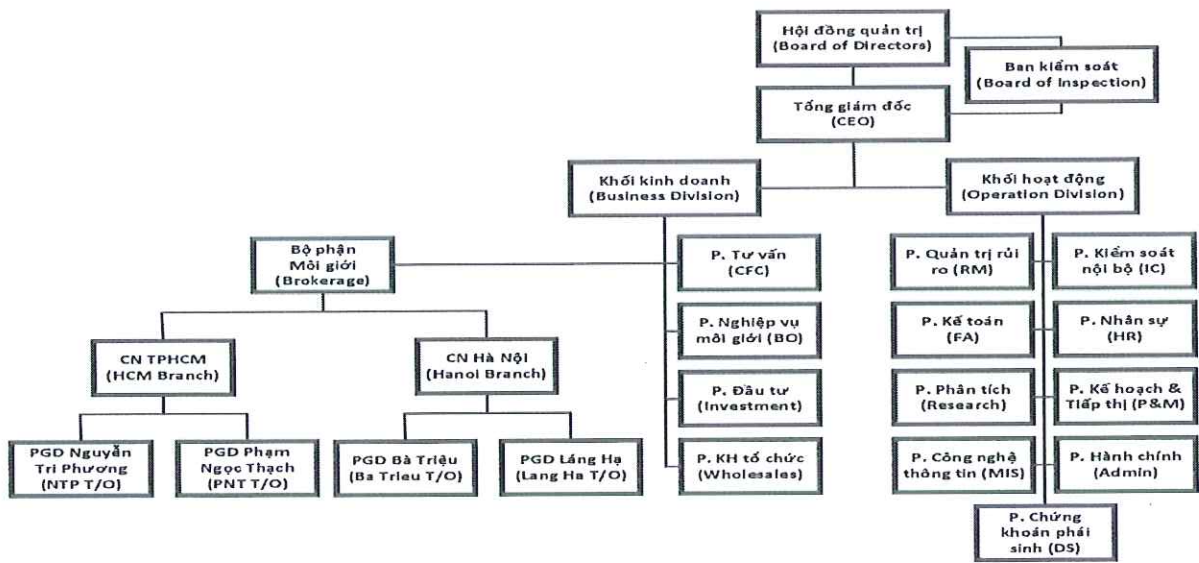 Hội đồng quản trị
(Board of Directors)
Ban kiểm soát
(Board of Inspection)
Tổng giám đốc
(CEO)
Khối kinh doanh
(Business Division)
Khối hoạt động
(Operation Division)
Bộ phận
Môi giới
(Brokerage)
P. Tư vấn
(CFC)
P. Quản trị rủi
ro (RM)
P. Kiểm soát
nội bộ (IC)
P. Nghiệp vụ
môi giới (BO)
P. Kế toán
(FA)
P. Nhân sự
(HR)
CN TPHCM
(HCM Branch)
CN Hà Nội
(Hanoi Branch)
P. Đầu tư
(Investment)
P. Phân tích
(Research)
P. Kế hoạch &
Tiếp thị (P&M)
PGD Nguyễn
Tri Phương
(NTP T/O)
PGD Phạm
Ngọc Thạch
(PNT T/O)
PGD Bà Triệu
(Ba Trieu T/O)
PGD Láng Hạ
(Lang Ha T/O)
P. KH tổ chức
(Wholesales)
P. Công nghệ
thông tin (MIS)
P. Hành chính
(Admin)
P. Chứng
khoán phái
sinh (DS)